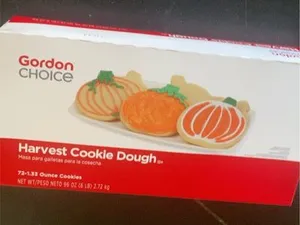 Gordon
CHOICE
Harvest Cookie Dough
Masa para galletas para la cosecha
72-1.35 Ounce Cookies
NET WT/PESO NETO 96 OZ (6 LB) 2.72 kg